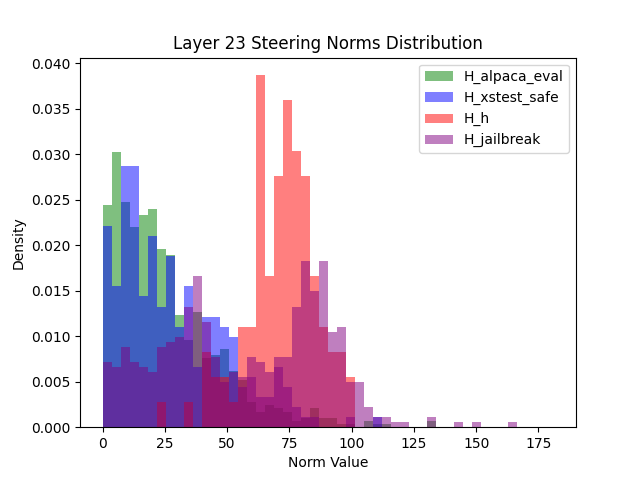 Layer 23 Steering Norms Distribution
H_alpaca_eval
H_xstest_safe
H_h
H_jailbreak
0.040
0.035
0.030
0.025
0.020
0.015
0.010
0.005
0.000
Density
0 25 50 75 100 125 150 175
Norm Value